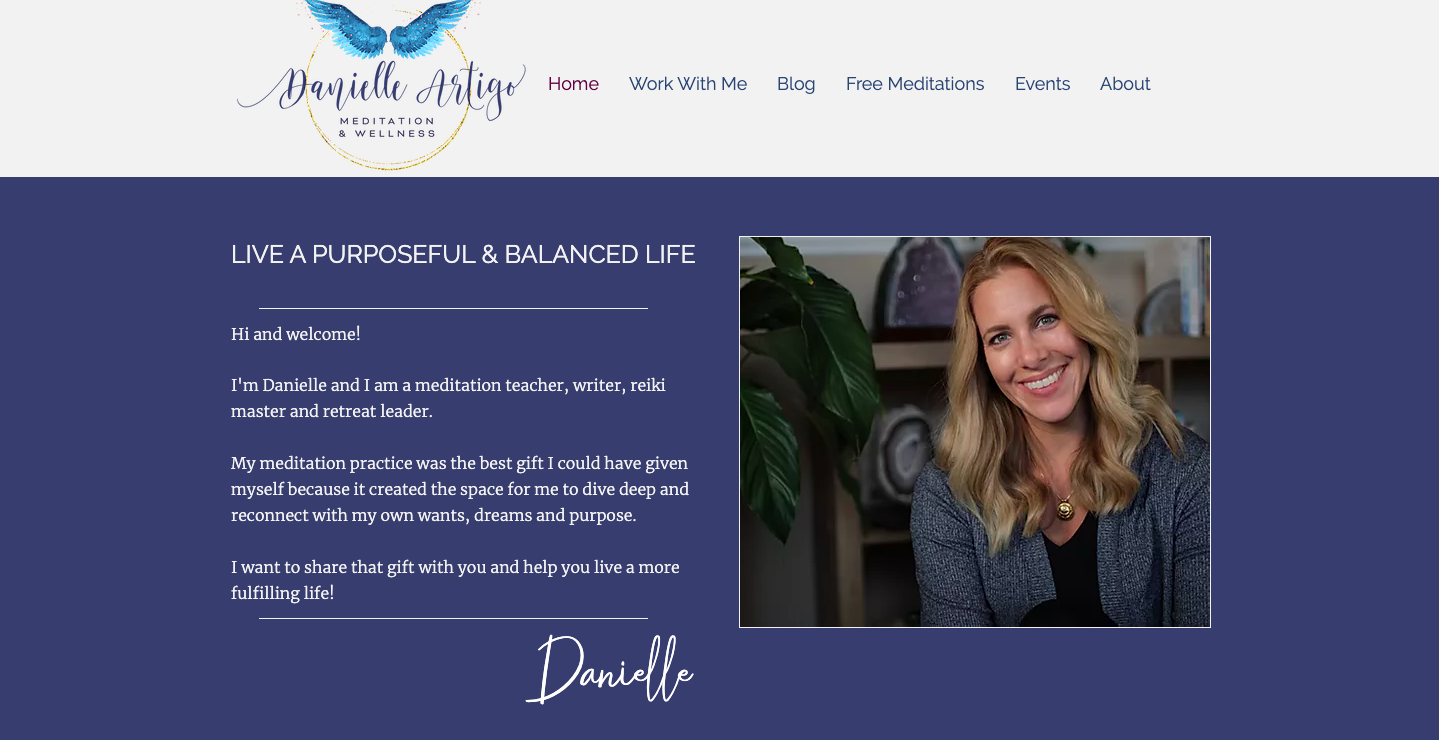 Danielle Artigo
MEDITATION
& WELLNESS
Home Work With Me Blog Free Meditations Events About
LIVE A PURPOSEFUL & BALANCED LIFE
Hi and welcome!
I'm Danielle and I am a meditation teacher, writer, reiki
master and retreat leader.
My meditation practice was the best gift I could have given
myself because it created the space for me to dive deep and
reconnect with my own wants, dreams and purpose.
I want to share that gift with you and help you live a more
fulfilling life!
Danielle